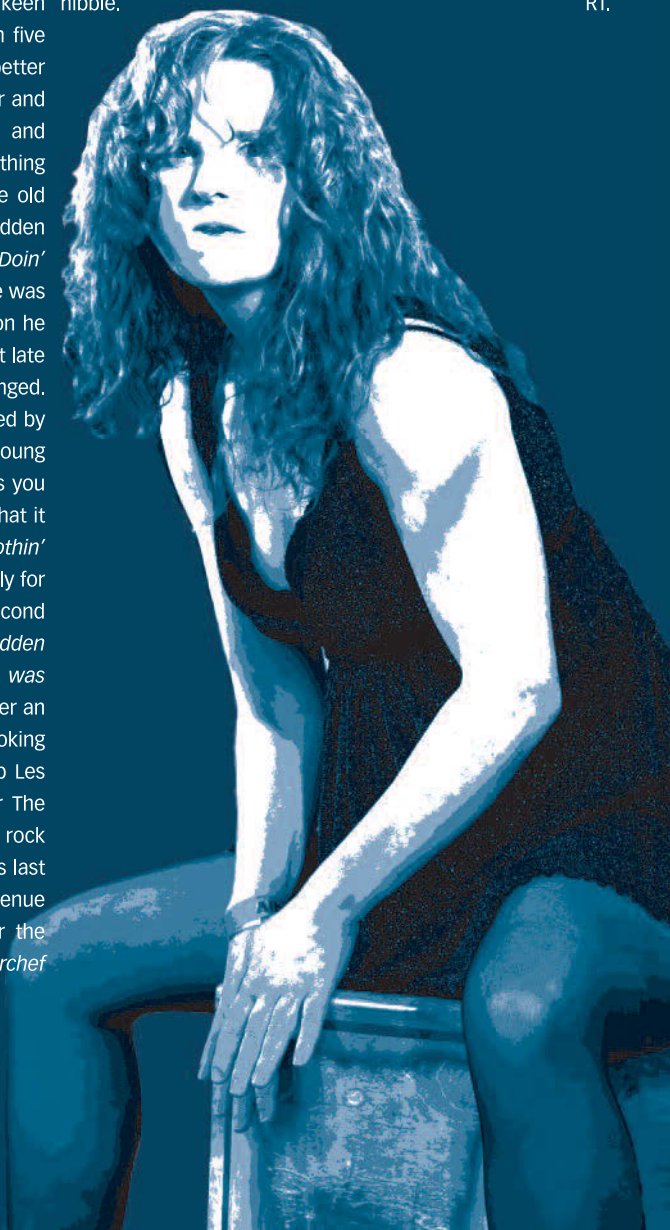 keen
nibble.
RT.
five
better
r and
and
thing
e old
dden
Doin'
e was
on he
t late
nged.
ed by
oung
s you
hat it
othin'
ly for
cond
dden
was
er an
oking
Les
The
rock
s last
enue
r the
rchef